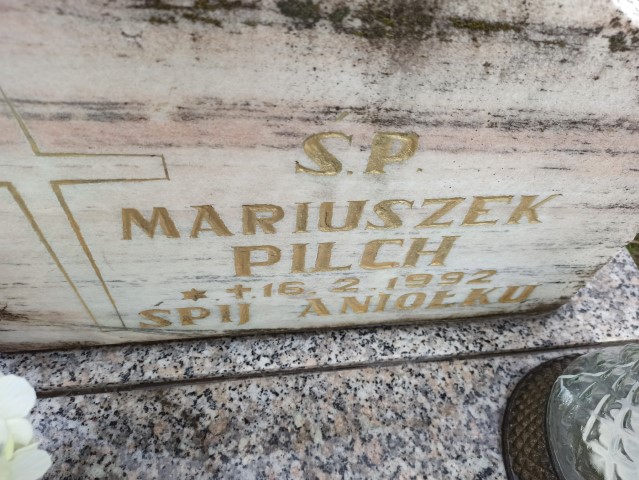 Ś.P.
MARIUSZEK
PILCH
* † 16.2.1992
ŚPIJ ANIOŁKU